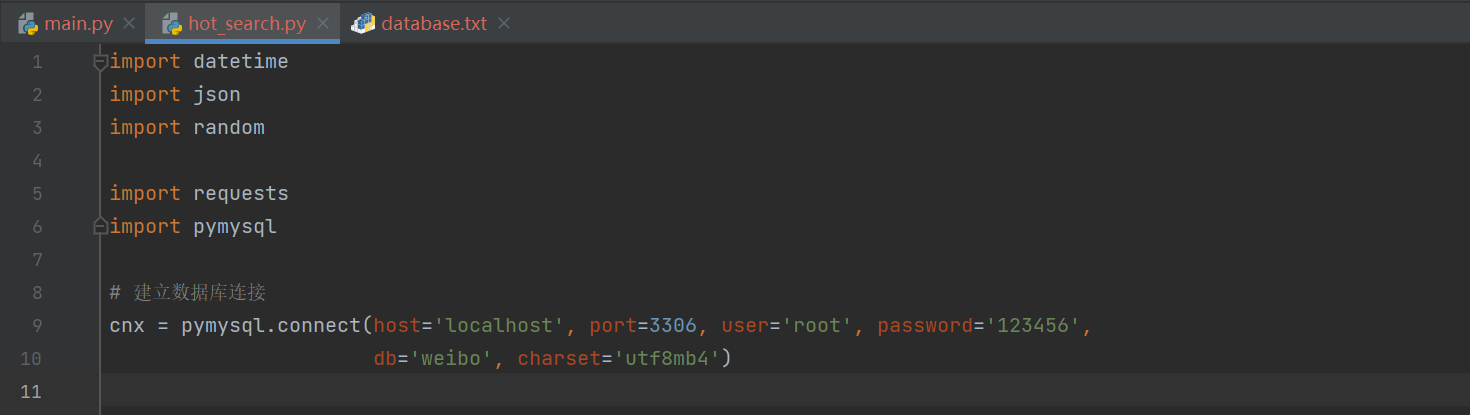 main.py hot_search.py database.txt
1 import datetime
2 import json
3 import random
4
5 import requests
6 import pymysql
7
8 # 建立数据库连接
9 cnx = pymysql.connect(host='localhost', port=3306, user='root', password='123456',
10 db='weibo', charset='utf8mb4')
11